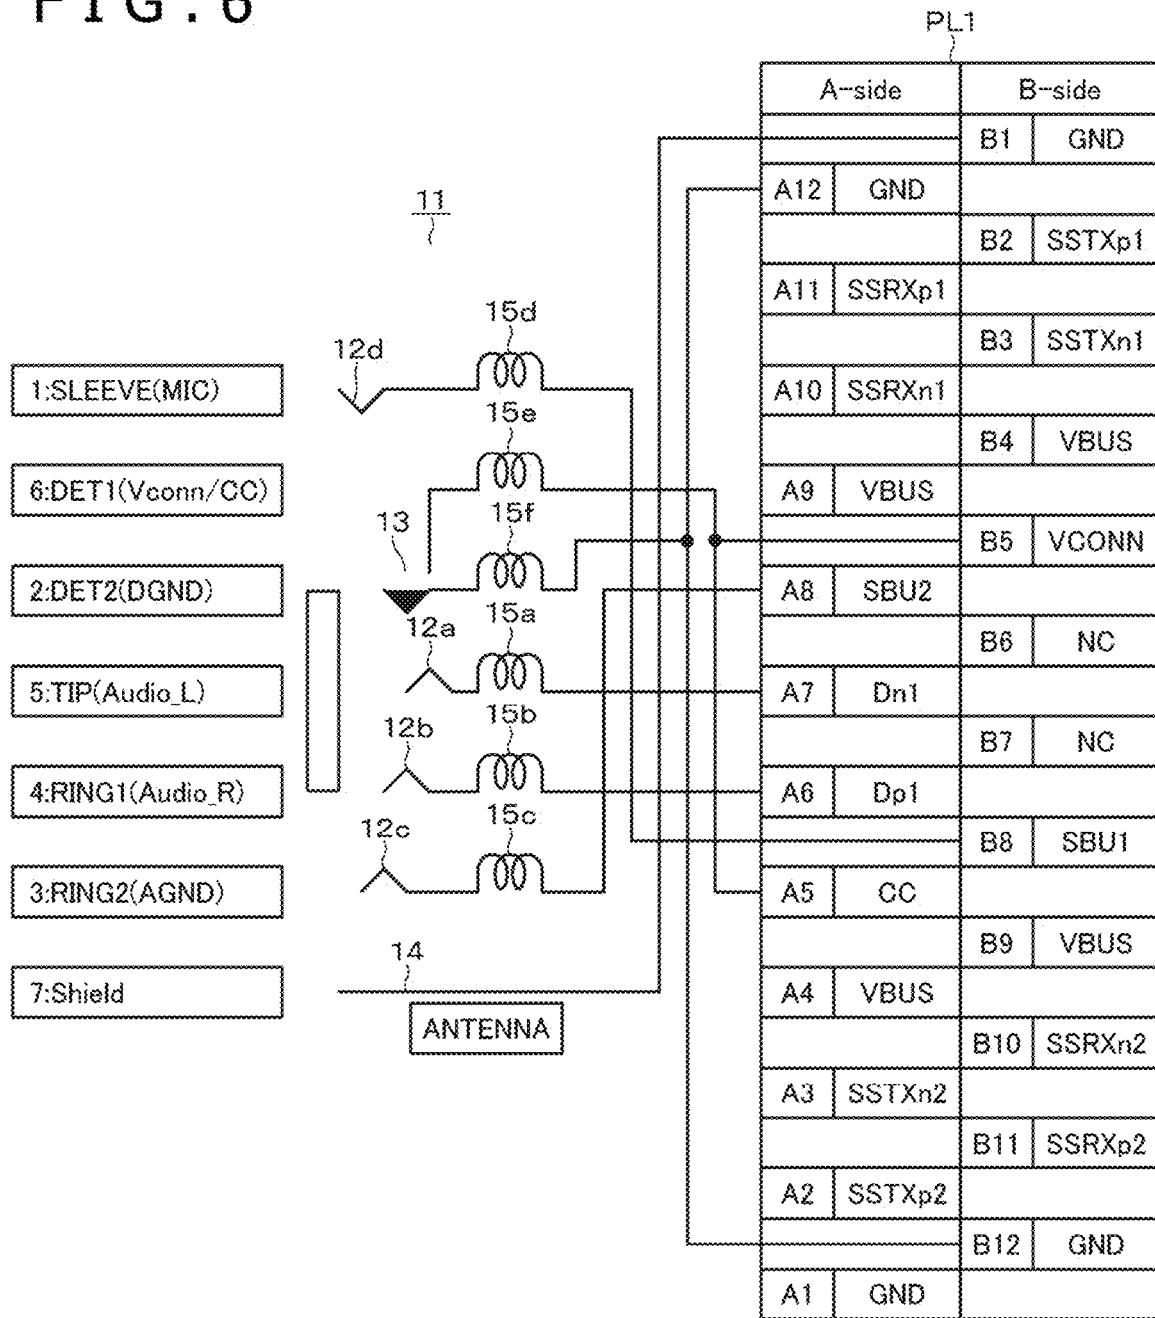 FIG.6
PL1
A-side B-side
B1 GND
A12 GND
11
B2 SSTXp1
A11 SSRXp1
15d
12d
B3 SSTXn1
1:SLEEVE(MIC)
A10 SSRXn1
15e
B4 VBUS
6:DET1(Vconn/CC)
A9 VBUS
13
15f
B5 VCONN
2:DET2(DGND)
A8 SBU2
12a
15a
B6 NC
5:TIP(Audio_L)
A7 Dn1
12b
15b
B7 NC
4:RING1(Audio_R)
A6 Dp1
12c
15c
B8 SBU1
3:RING2(AGND)
A5 CC
14
B9 VBUS
7:Shield
A4 VBUS
ANTENNA
B10 SSRXn2
A3 SSTXn2
B11 SSRXp2
A2 SSTXp2
B12 GND
A1 GND